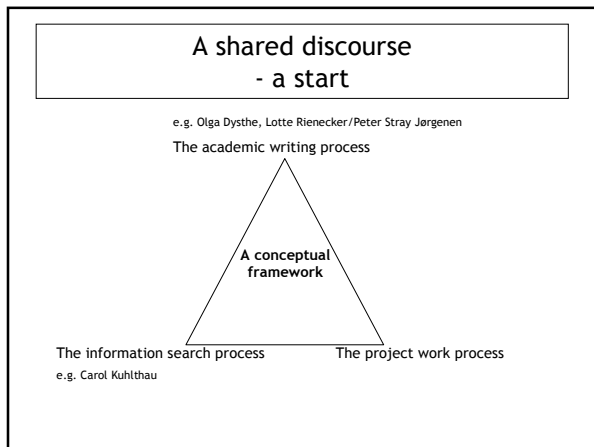 A shared discourse
- a start
e.g. Olga Dysthe, Lotte Rienecker/Peter Stray Jørgenen
The academic writing process
A conceptual
framework
The information search process
The project work process
e.g. Carol Kuhlthau